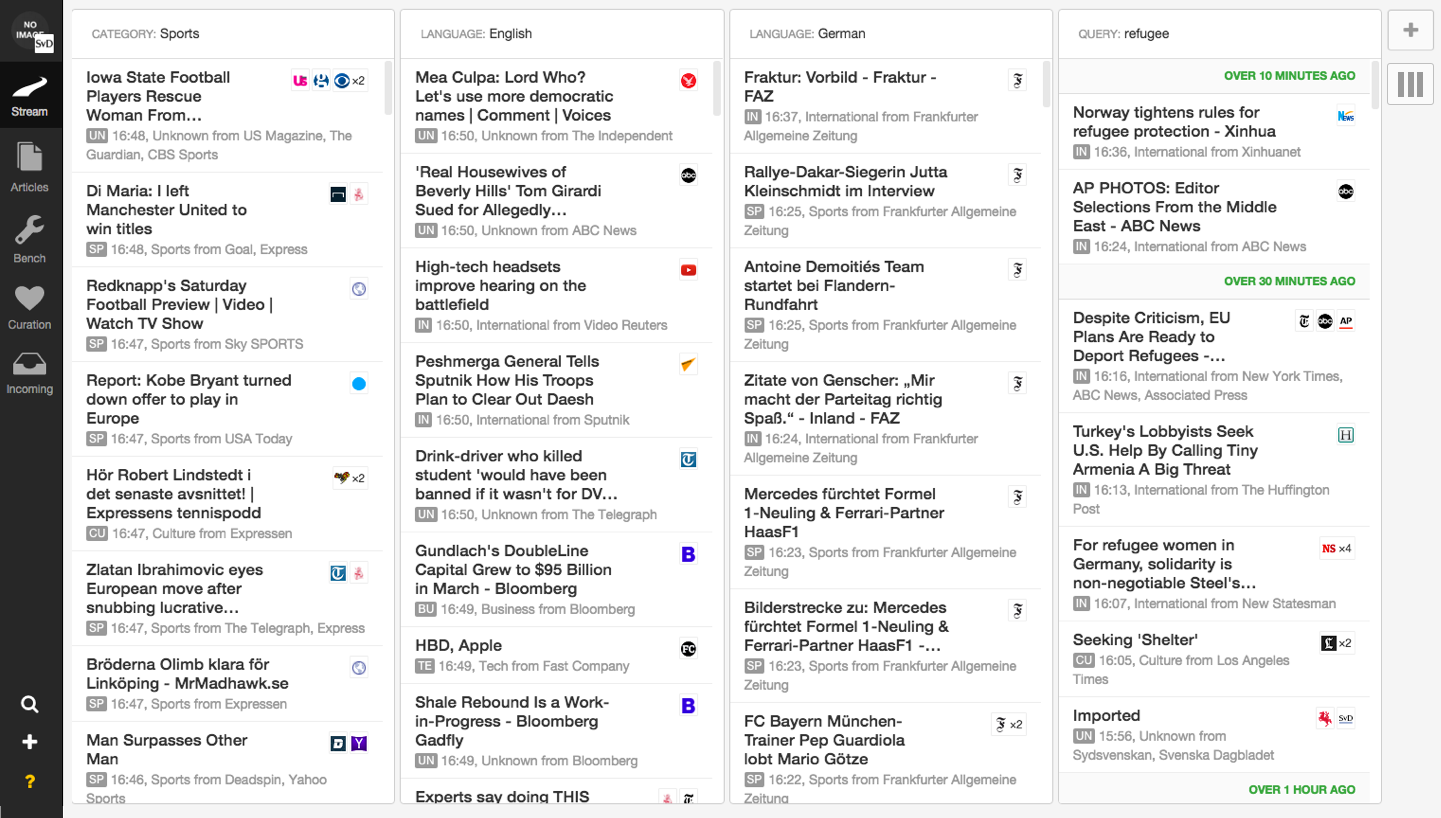 NO
IMAGE
SvD
Stream
Articles
Bench
Curation
Incoming
?
CATEGORY: Sports
Iowa State Football
Players Rescue
Woman From...
US
x2
UN 16:48, Unknown from US Magazine, The
Guardian, CBS Sports
Di Maria: I left
Manchester United to
win titles
SP 16:48, Sports from Goal, Express
Redknapp's Saturday
Football Preview | Video |
Watch TV Show
SP 16:47, Sports from Sky SPORTS
Report: Kobe Bryant turned
down offer to play in
Europe
SP 16:47, Sports from USA Today
Hör Robert Lindstedt i
det senaste avsnittet! |
Expressens tennispodd
x2
CU 16:47, Culture from Expressen
Zlatan Ibrahimovic eyes
European move after
snubbing lucrative...
SP 16:47, Sports from The Telegraph, Express
Bröderna Olimb klara för
Linköping - MrMadhawk.se
SP 16:47, Sports from Expressen
Man Surpasses Other
Man
SP 16:46, Sports from Deadspin, Yahoo
Sports
LANGUAGE: English
Mea Culpa: Lord Who?
Let's use more democratic
names | Comment | Voices
UN 16:50, Unknown from The Independent
'Real Housewives of
Beverly Hills' Tom Girardi
Sued for Allegedly...
abc
UN 16:50, Unknown from ABC News
High-tech headsets
improve hearing on the
battlefield
IN 16:50, International from Video Reuters
Peshmerga General Tells
Sputnik How His Troops
Plan to Clear Out Daesh
IN 16:50, International from Sputnik
Drink-driver who killed
student 'would have been
banned if it wasn't for DV...
UN 16:50, Unknown from The Telegraph
Gundlach's DoubleLine
Capital Grew to $95 Billion
in March - Bloomberg
B
BU 16:49, Business from Bloomberg
HBD, Apple
FC
TE 16:49, Tech from Fast Company
Shale Rebound Is a Work-
in-Progress - Bloomberg
Gadfly
B
UN 16:49, Unknown from Bloomberg
Experts say doing THIS
LANGUAGE: German
Fraktur: Vorbild - Fraktur -
FAZ
IN 16:37, International from Frankfurter
Allgemeine Zeitung
Rallye-Dakar-Siegerin Jutta
Kleinschmidt im Interview
SP 16:25, Sports from Frankfurter Allgemeine
Zeitung
Antoine Demoitiés Team
startet bei Flandern-
Rundfahrt
SP 16:25, Sports from Frankfurter Allgemeine
Zeitung
Zitate von Genscher: „Mir
macht der Parteitag richtig
Spaß.“ - Inland - FAZ
IN 16:24, International from Frankfurter
Allgemeine Zeitung
Mercedes fürchtet Formel
1-Neuling & Ferrari-Partner
HaasF1
SP 16:23, Sports from Frankfurter Allgemeine
Zeitung
Bilderstrecke zu: Mercedes
fürchtet Formel 1-Neuling &
Ferrari-Partner HaasF1 -...
SP 16:23, Sports from Frankfurter Allgemeine
Zeitung
FC Bayern München-
Trainer Pep Guardiola
lobt Mario Götze
x2
SP 16:22, Sports from Frankfurter Allgemeine
Zeitung
QUERY: refugee
OVER 10 MINUTES AGO
Norway tightens rules for
refugee protection - Xinhua
News
IN 16:36, International from Xinhuanet
AP PHOTOS: Editor
Selections From the Middle
East - ABC News
abc
IN 16:24, International from ABC News
OVER 30 MINUTES AGO
Despite Criticism, EU
Plans Are Ready to
Deport Refugees -...
abc
AP
IN 16:16, International from New York Times,
ABC News, Associated Press
Turkey's Lobbyists Seek
U.S. Help By Calling Tiny
Armenia A Big Threat
H
IN 16:13, International from The Huffington
Post
For refugee women in
Germany, solidarity is
non-negotiable Steel's...
NS x4
IN 16:07, International from New Statesman
Seeking 'Shelter'
x2
CU 16:05, Culture from Los Angeles
Times
Imported
SvD
UN 15:56, Unknown from
Sydsvenskan, Svenska Dagbladet
OVER 1 HOUR AGO